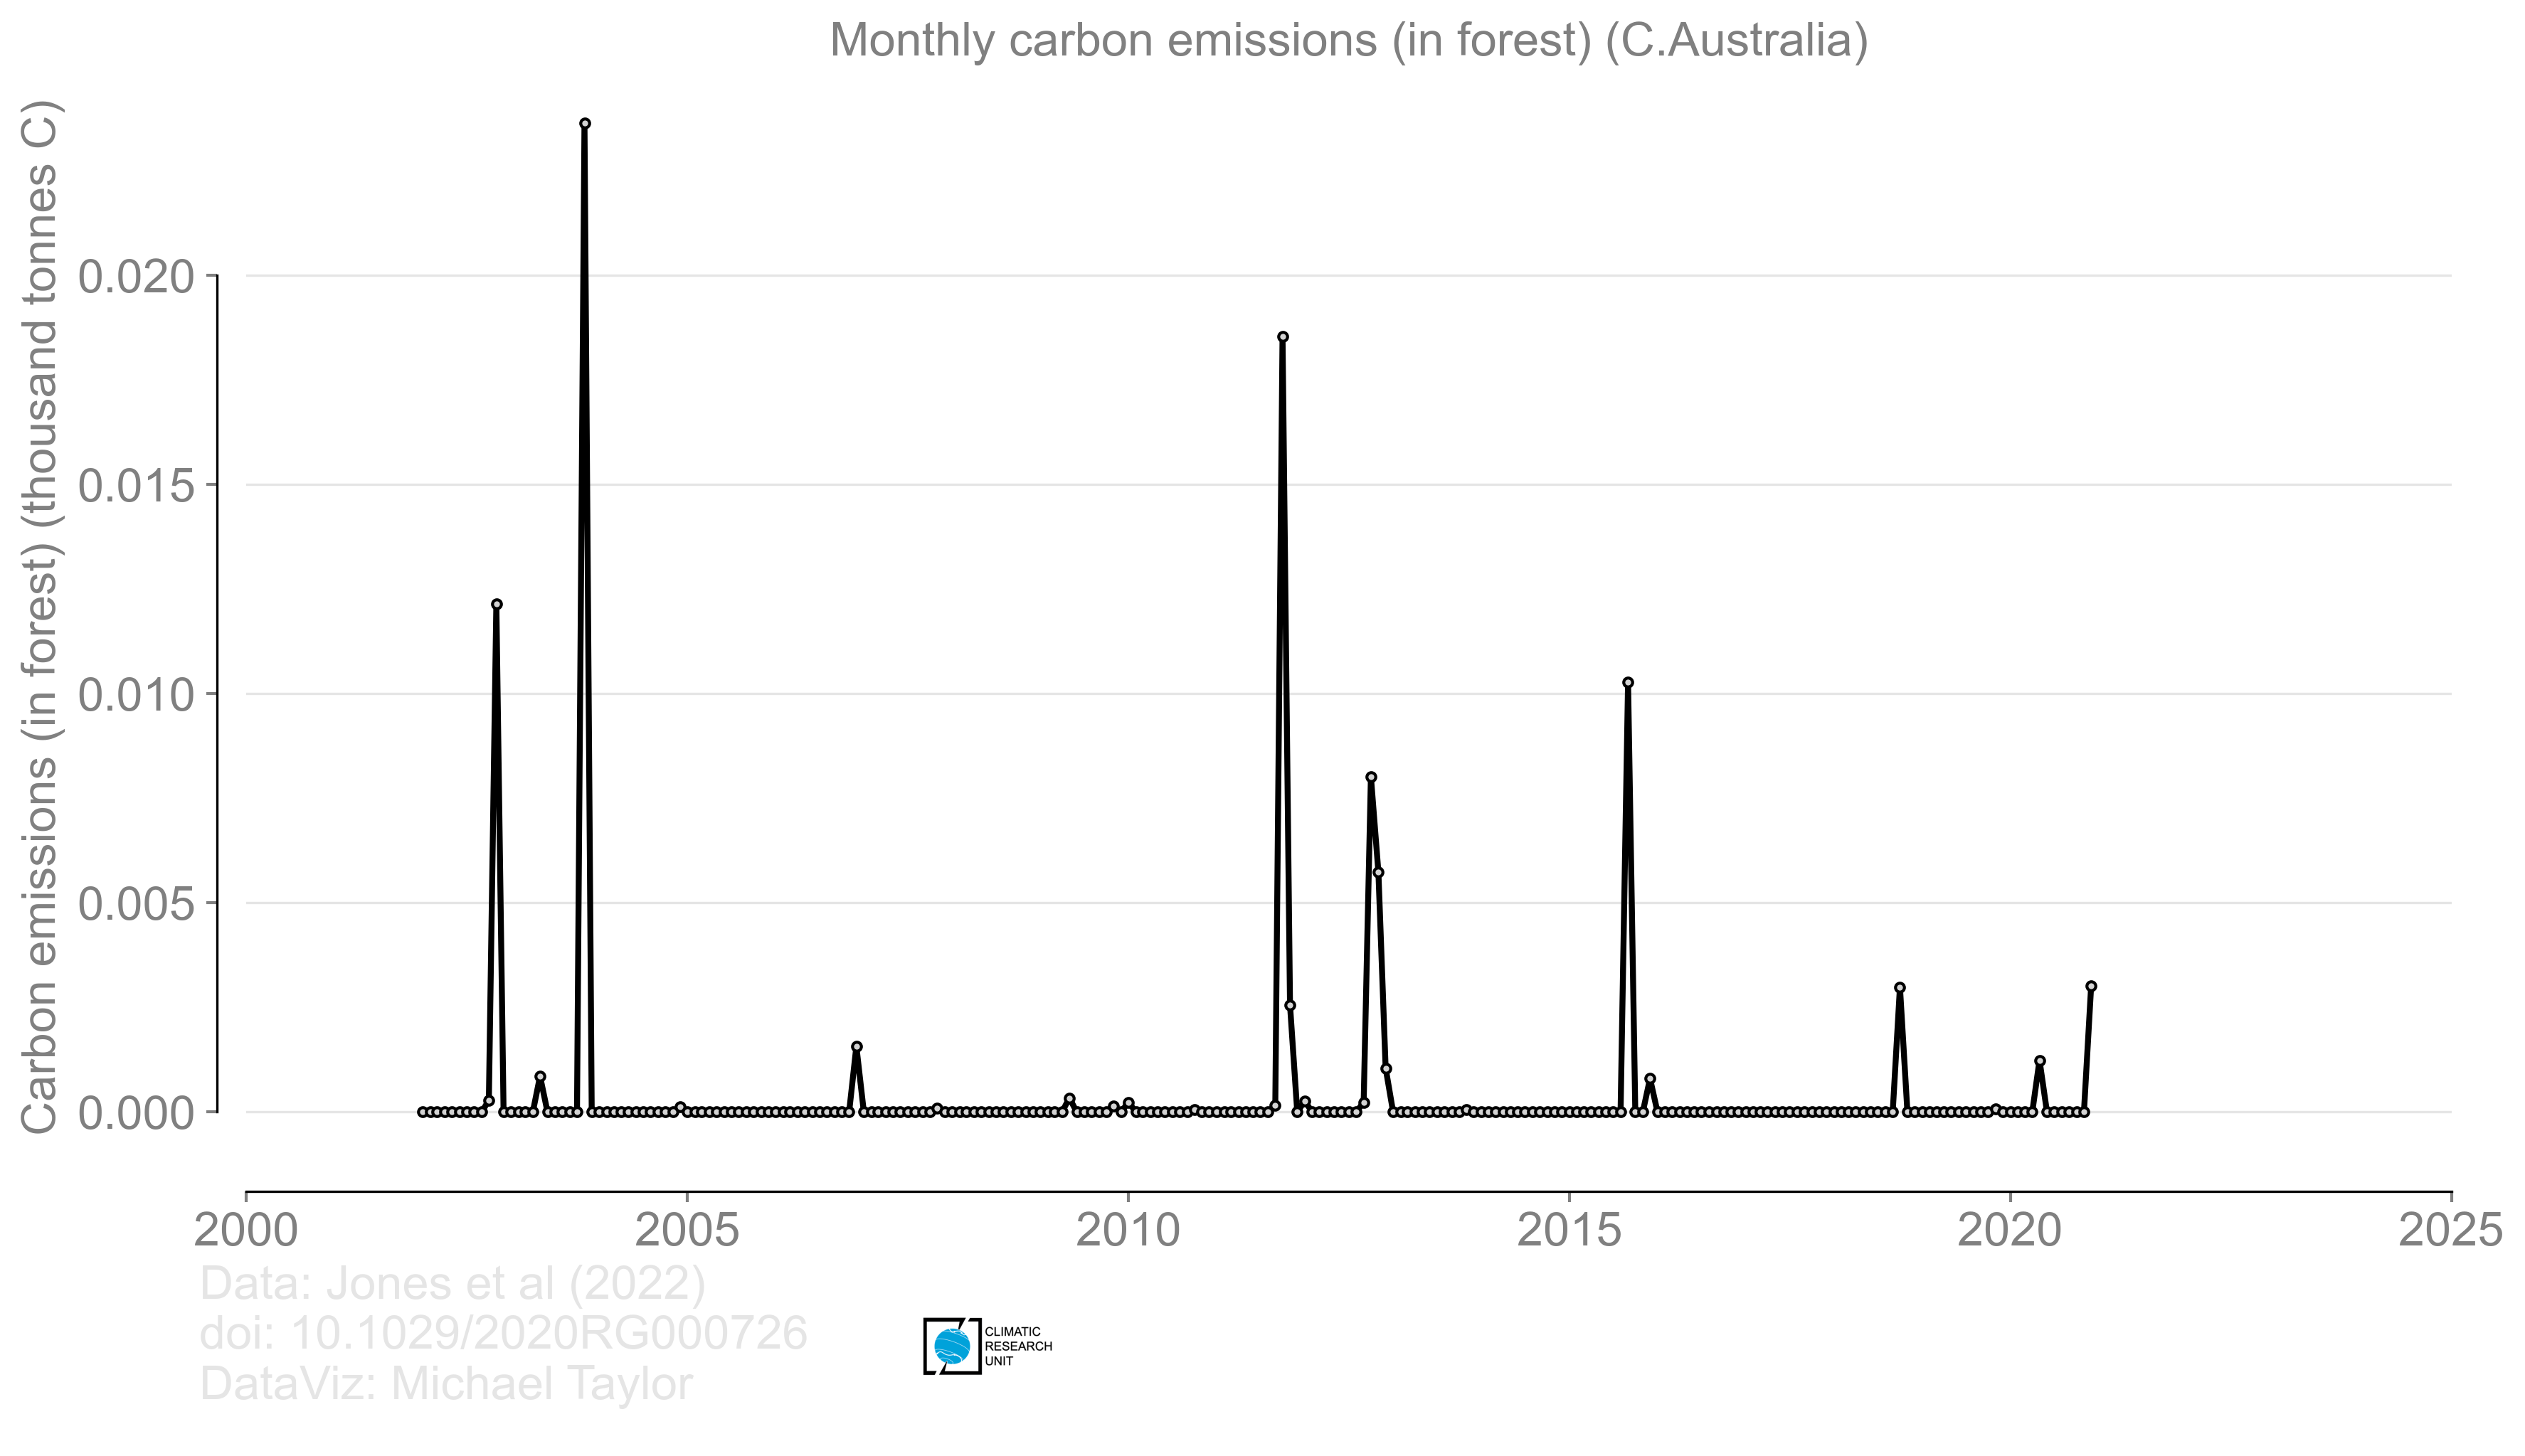 Monthly carbon emissions (in forest) (C.Australia)
Carbon emissions (in forest) (thousand tonnes C)
0.020
0.015
0.010
0.005
0.000
2000 2005 2010 2015 2020 2025
Data: Jones et al (2022)
doi: 10.1029/2020RG000726
DataViz: Michael Taylor
CLIMATIC
RESEARCH
UNIT